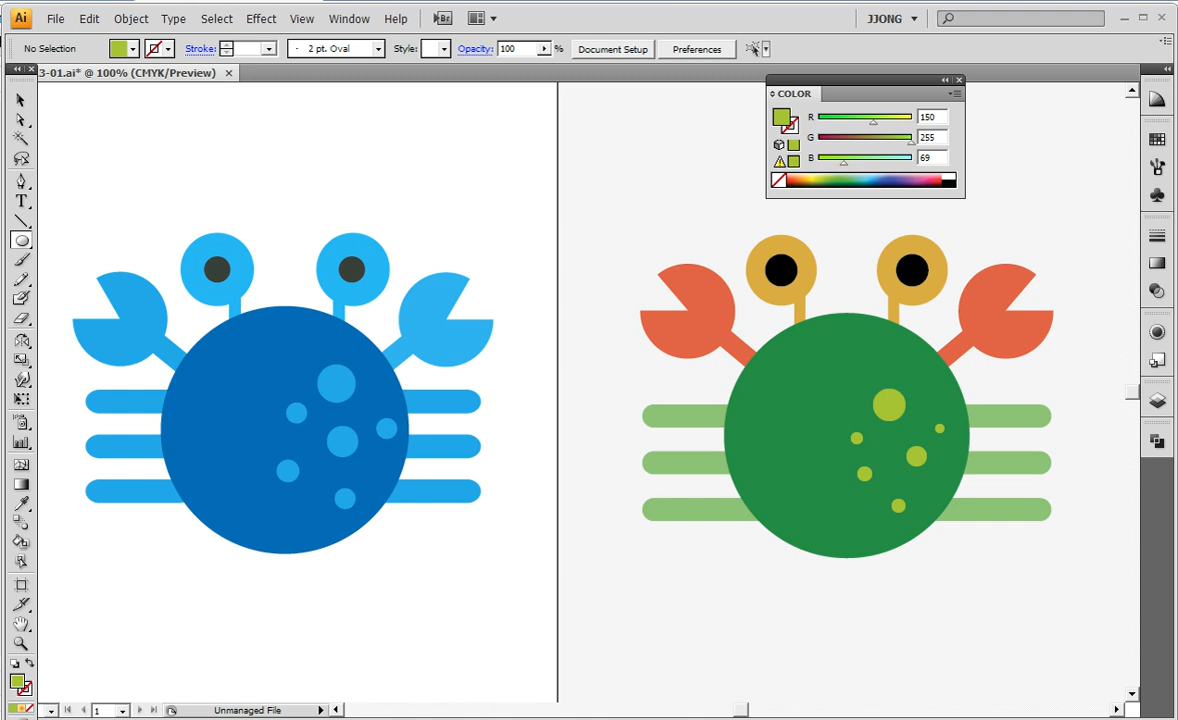 Ai File Edit Object Type Select Effect View Window Help Br JJONG
No Selection Stroke: 2 pt. Oval Style: Opacity: 100 % Document Setup Preferences
3-01.ai* @ 100% (CMYK/Preview)
COLOR
R 150
G 255
B 69
T
1 Unmanaged File